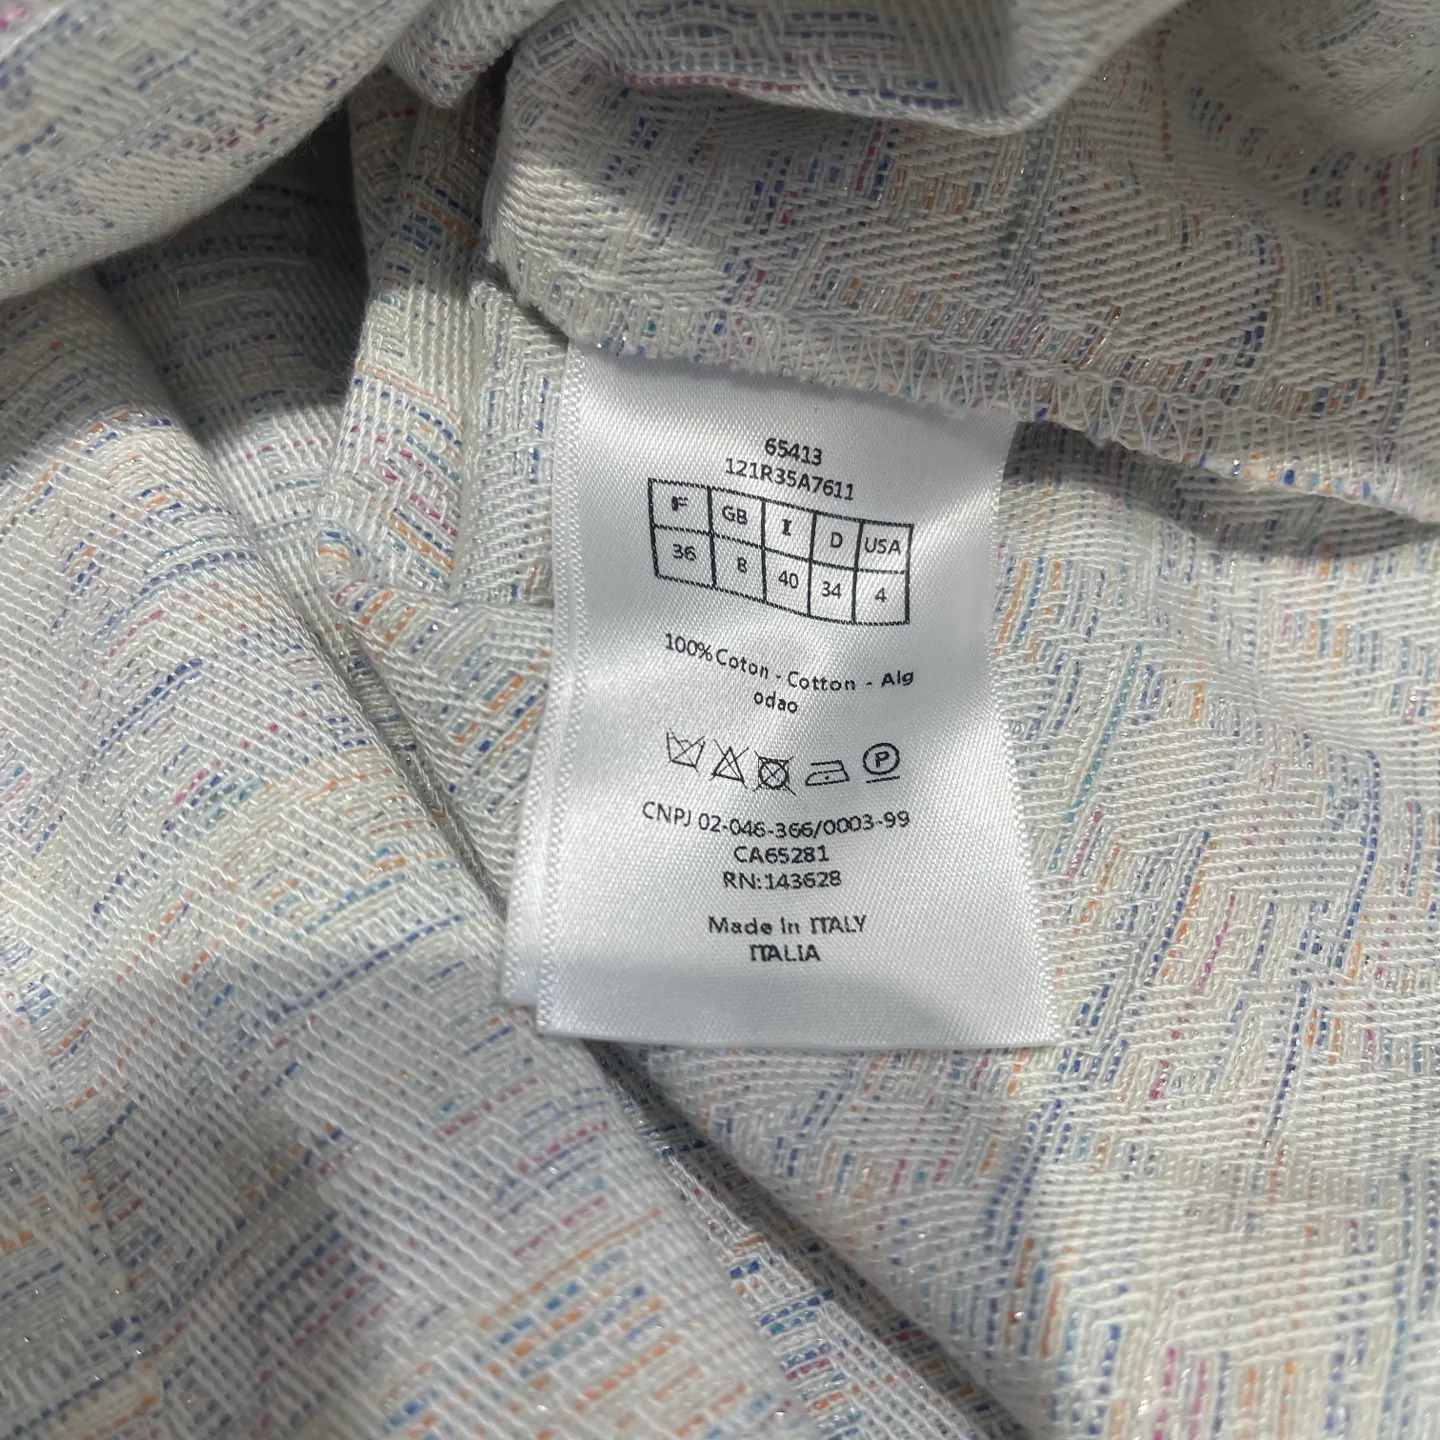 65413
121R35A7611
F GB I D USA
36 8 40 34 4
100% Coton - Cotton - Alg
odao
P
CNPJ 02-046-366/0003-99
CA65281
RN:143628
Made in ITALY
ITALIA